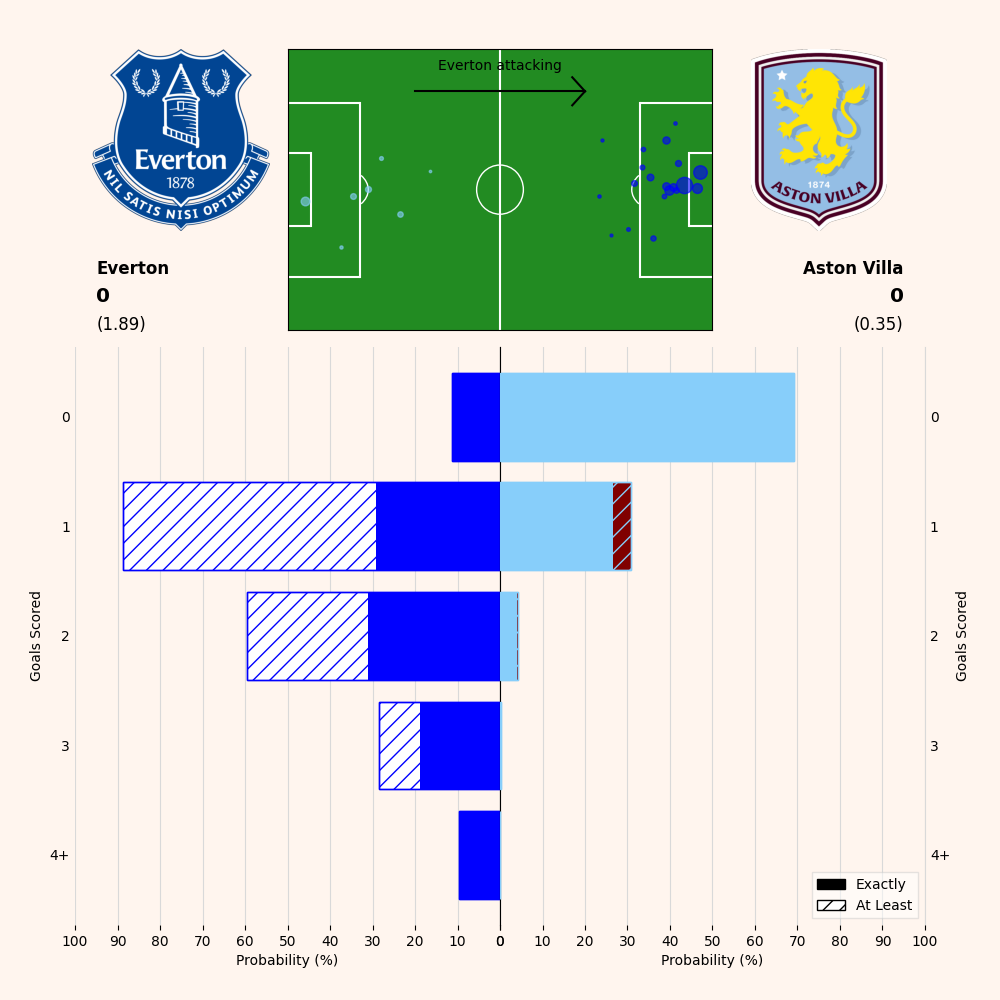 Everton
1878
NIL SATIS NISI OPTIMUM
Everton attacking
1874
ASTON VILLA
Everton
0
(1.89)
Aston Villa
0
(0.35)
0
1
2
3
4+
Goals Scored
0
1
2
3
4+
Goals Scored
Exactly
At Least
100 90 80 70 60 50 40 30 20 10 0
0 10 20 30 40 50 60 70 80 90 100
Probability (%)
Probability (%)